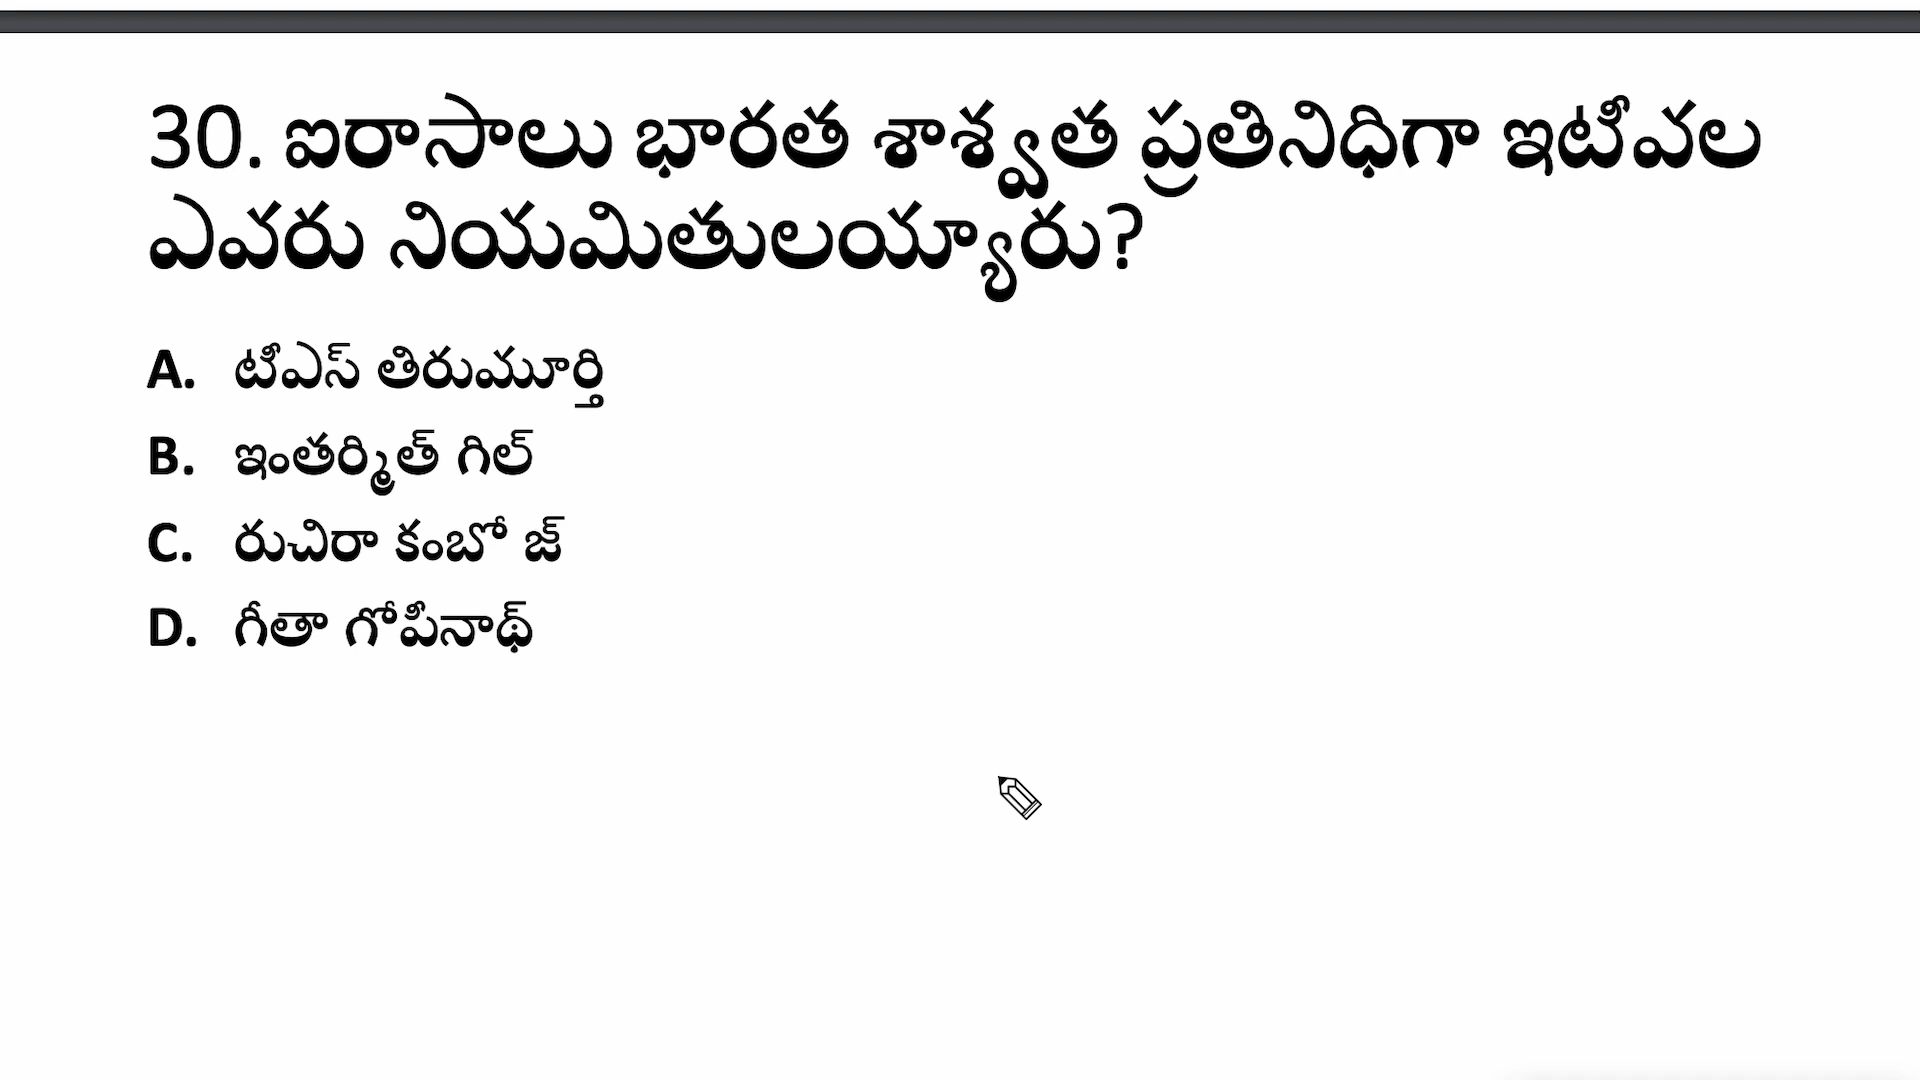 30. ఐరాసాలు భారత శాశ్వత ప్రతినిధిగా ఇటీవల
ఎవరు నియమితులయ్యారు?
A. టీఎస్ తిరుమూర్తి
B. ఇంతర్మిత్ గిల్
C. రుచిరా కంబో జ్
D. గీతా గోపీనాథ్